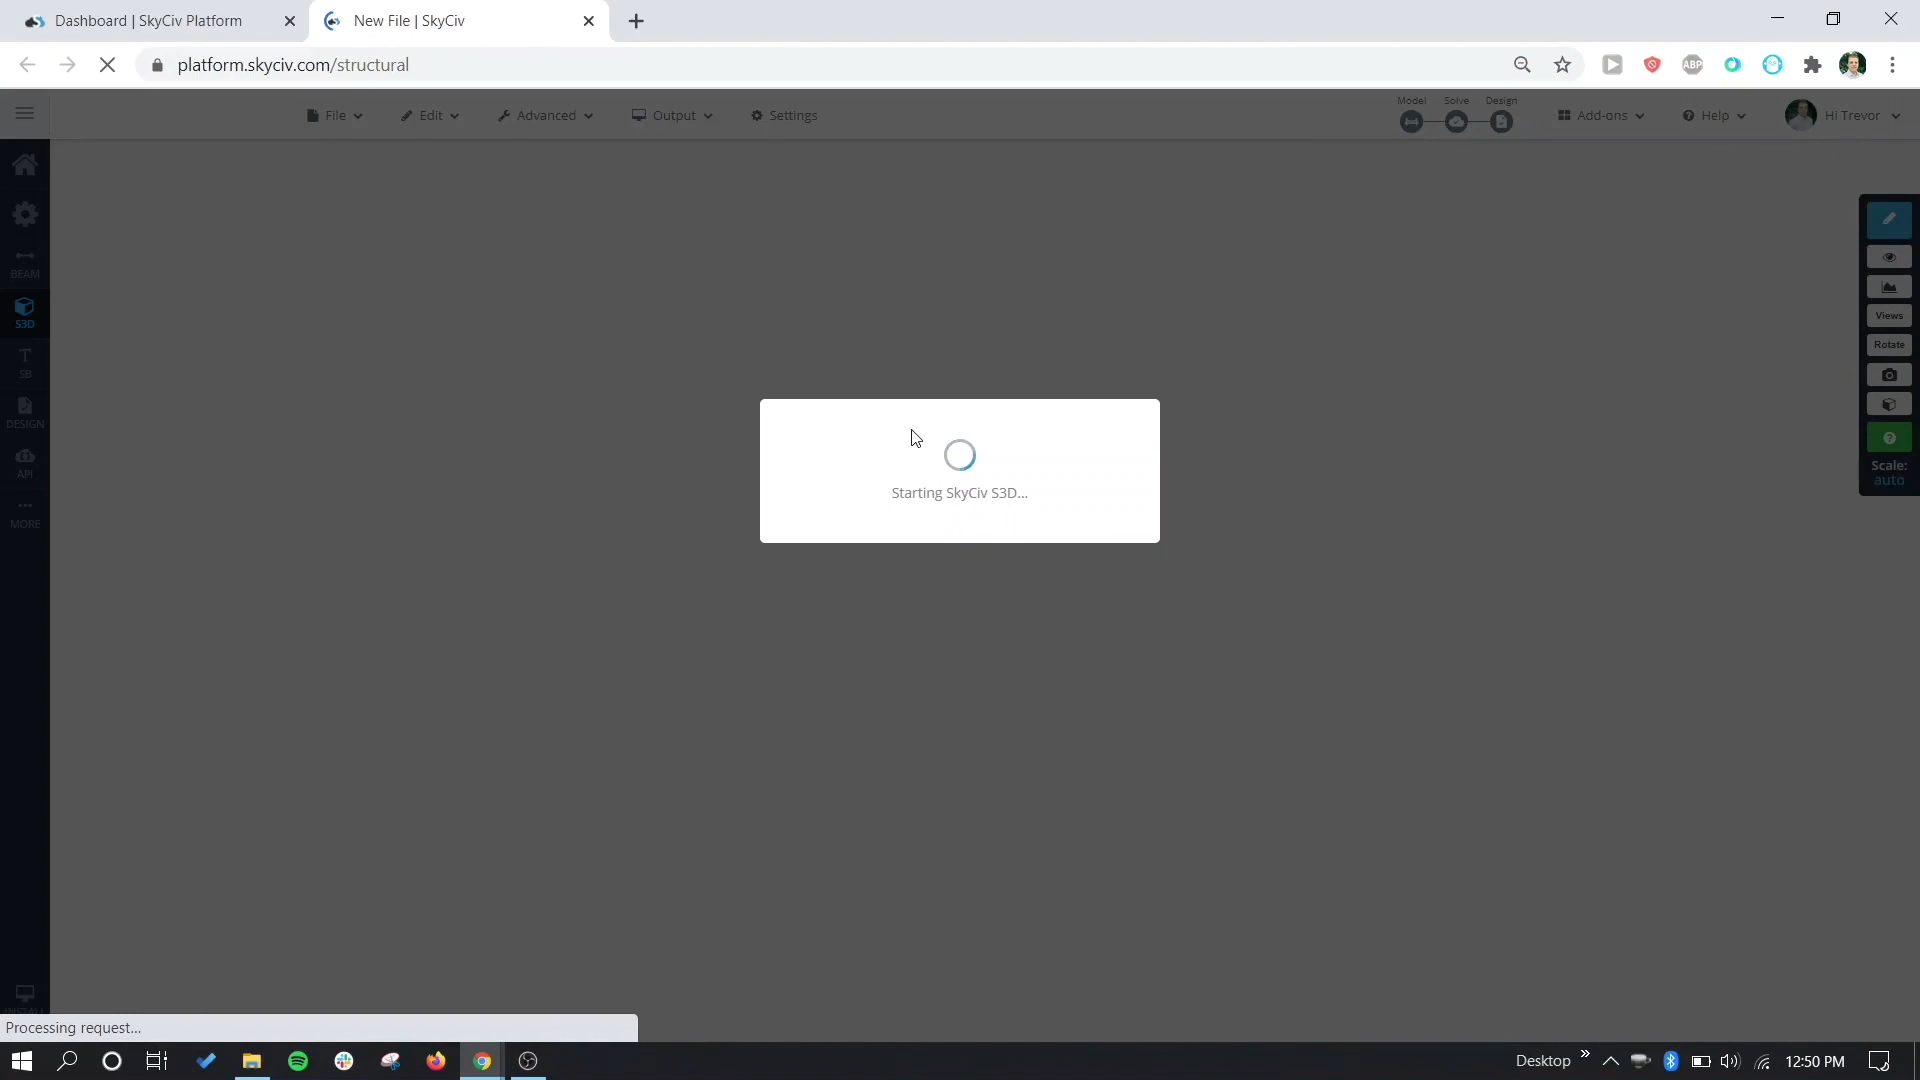 Dashboard | SkyCiv Platform
New File | SkyCiv
platform.skyciv.com/structural
ABP
File
Edit
Advanced
Output
Settings
Model
Solve
Design
Add-ons
Help
Hi Trevor
BEAM
S3D
SB
DESIGN
API
MORE
Views
Rotate
Scale:
auto
Starting SkyCiv S3D...
Processing request...
Desktop
12:50 PM